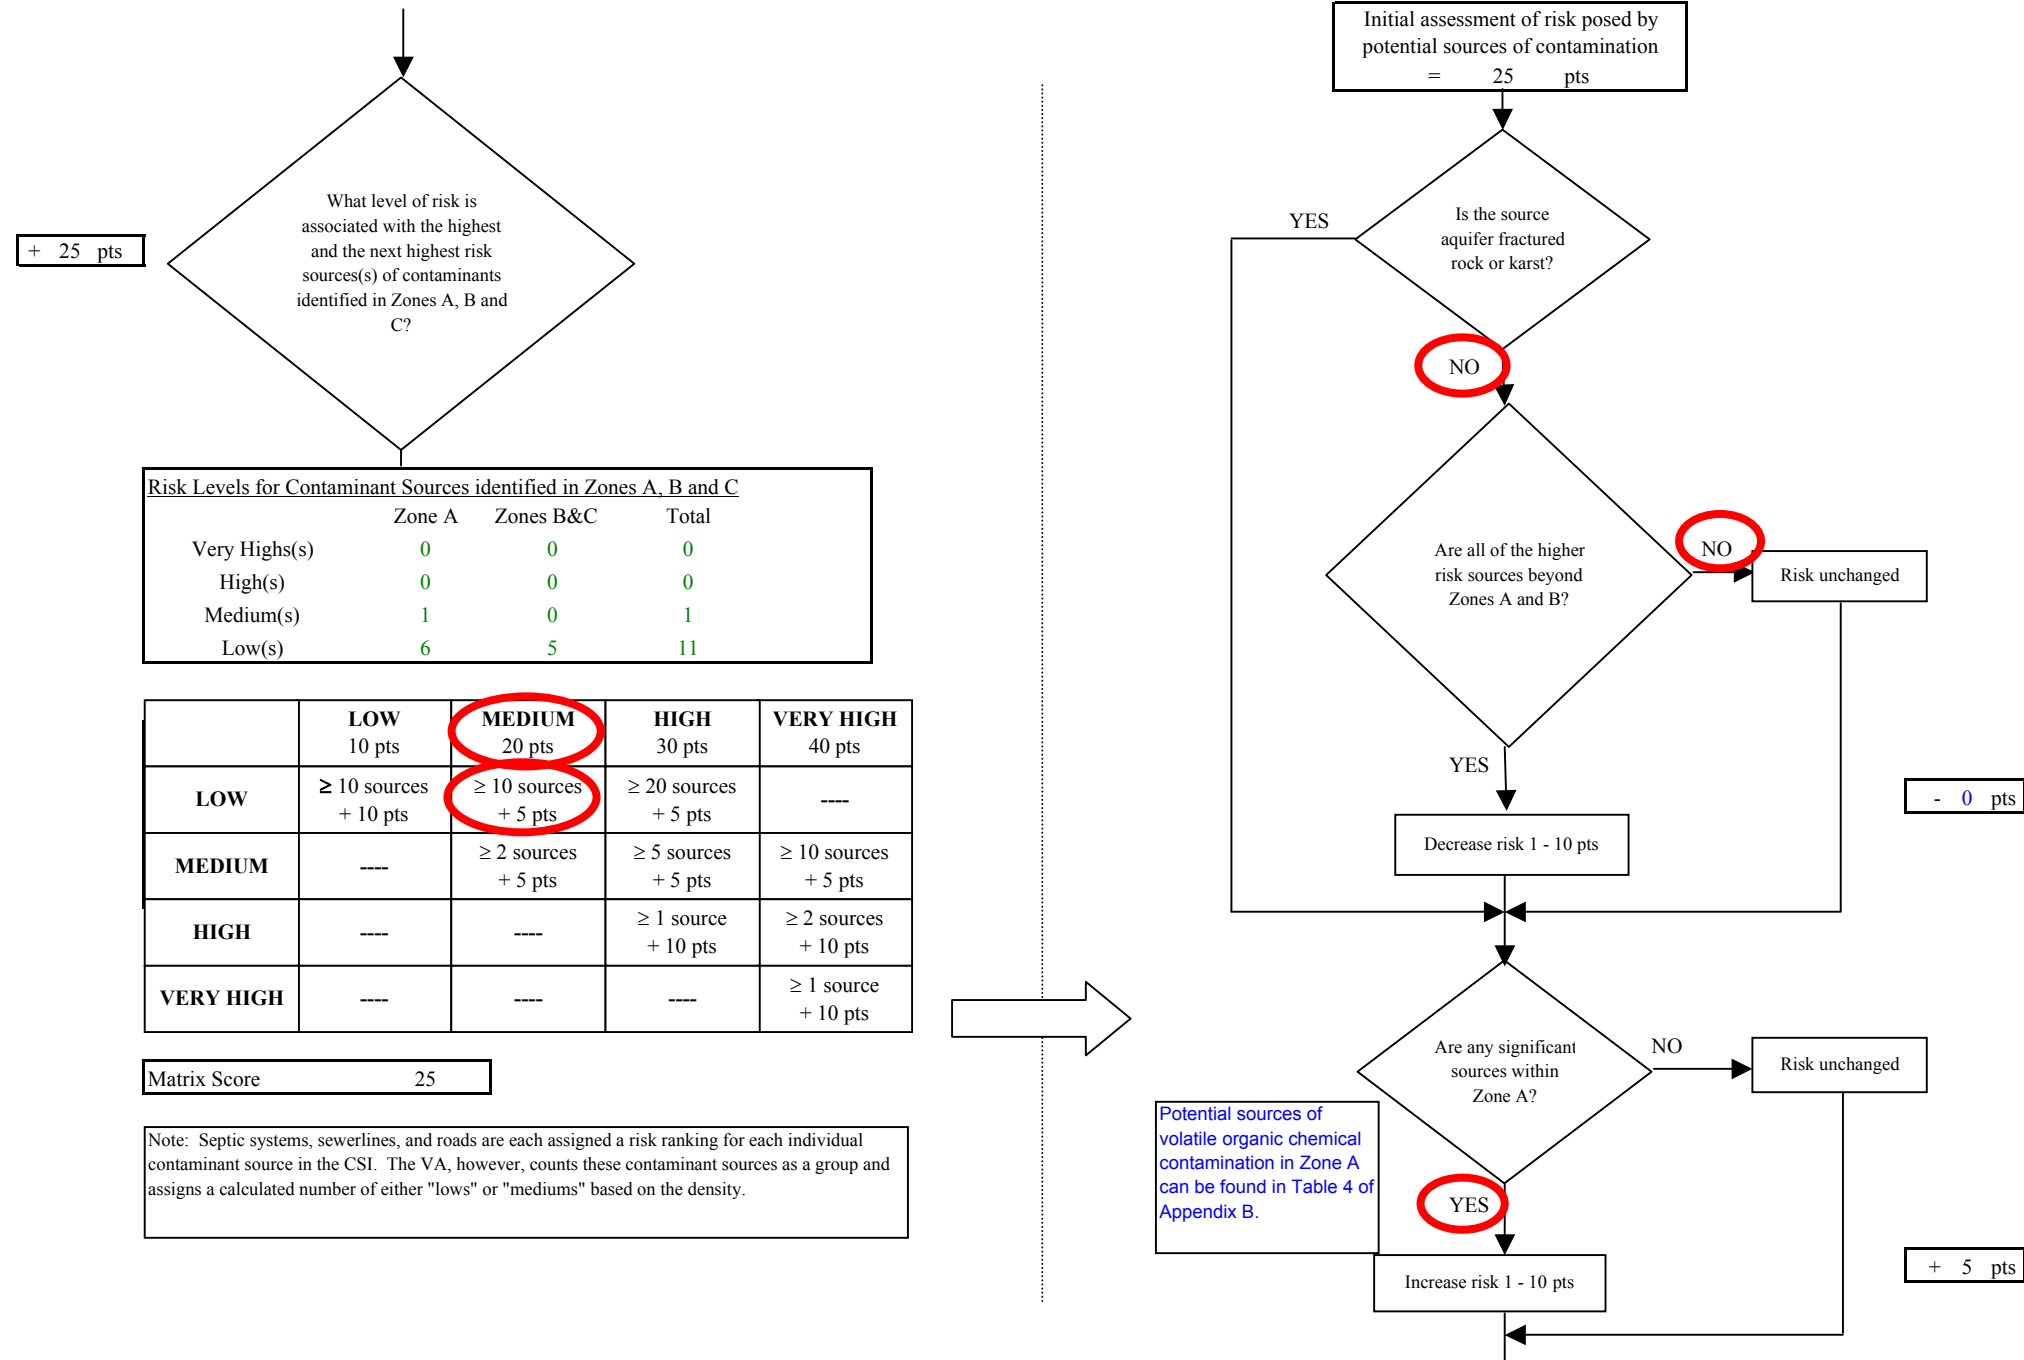 What level of risk is
associated with the highest
and the next highest risk
sources(s) of contaminants
identified in Zones A, B and
C?
+ 25 pts
Risk Levels for Contaminant Sources identified in Zones A, B and C
Zone A Zones B&C Total
Very Highs(s) 0 0 0
High(s) 0 0 0
Medium(s) 1 0 1
Low(s) 6 5 11
LOW MEDIUM HIGH VERY HIGH
10 pts 20 pts 30 pts 40 pts
LOW ≥ 10 sources ≥ 10 sources ≥ 20 sources ----
+ 10 pts + 5 pts + 5 pts
MEDIUM ---- ≥ 2 sources ≥ 5 sources ≥ 10 sources
+ 5 pts + 5 pts + 5 pts
HIGH ---- ---- ≥ 1 source ≥ 2 sources
+ 10 pts + 10 pts
VERY HIGH ---- ---- ---- ≥ 1 source
+ 10 pts
Matrix Score 25
Note: Septic systems, sewerlines, and roads are each assigned a risk ranking for each individual
contaminant source in the CSI. The VA, however, counts these contaminant sources as a group and
assigns a calculated number of either "lows" or "mediums" based on the density.
Initial assessment of risk posed by
potential sources of contamination
= 25 pts
YES
Is the source
aquifer fractured
rock or karst?
NO
Are all of the higher
risk sources beyond
Zones A and B?
NO
Risk unchanged
YES
- 0 pts
Decrease risk 1 - 10 pts
Are any significant
sources within
Zone A?
NO
Risk unchanged
Potential sources of
volatile organic chemical
contamination in Zone A
can be found in Table 4 of
Appendix B.
YES
+ 5 pts
Increase risk 1 - 10 pts